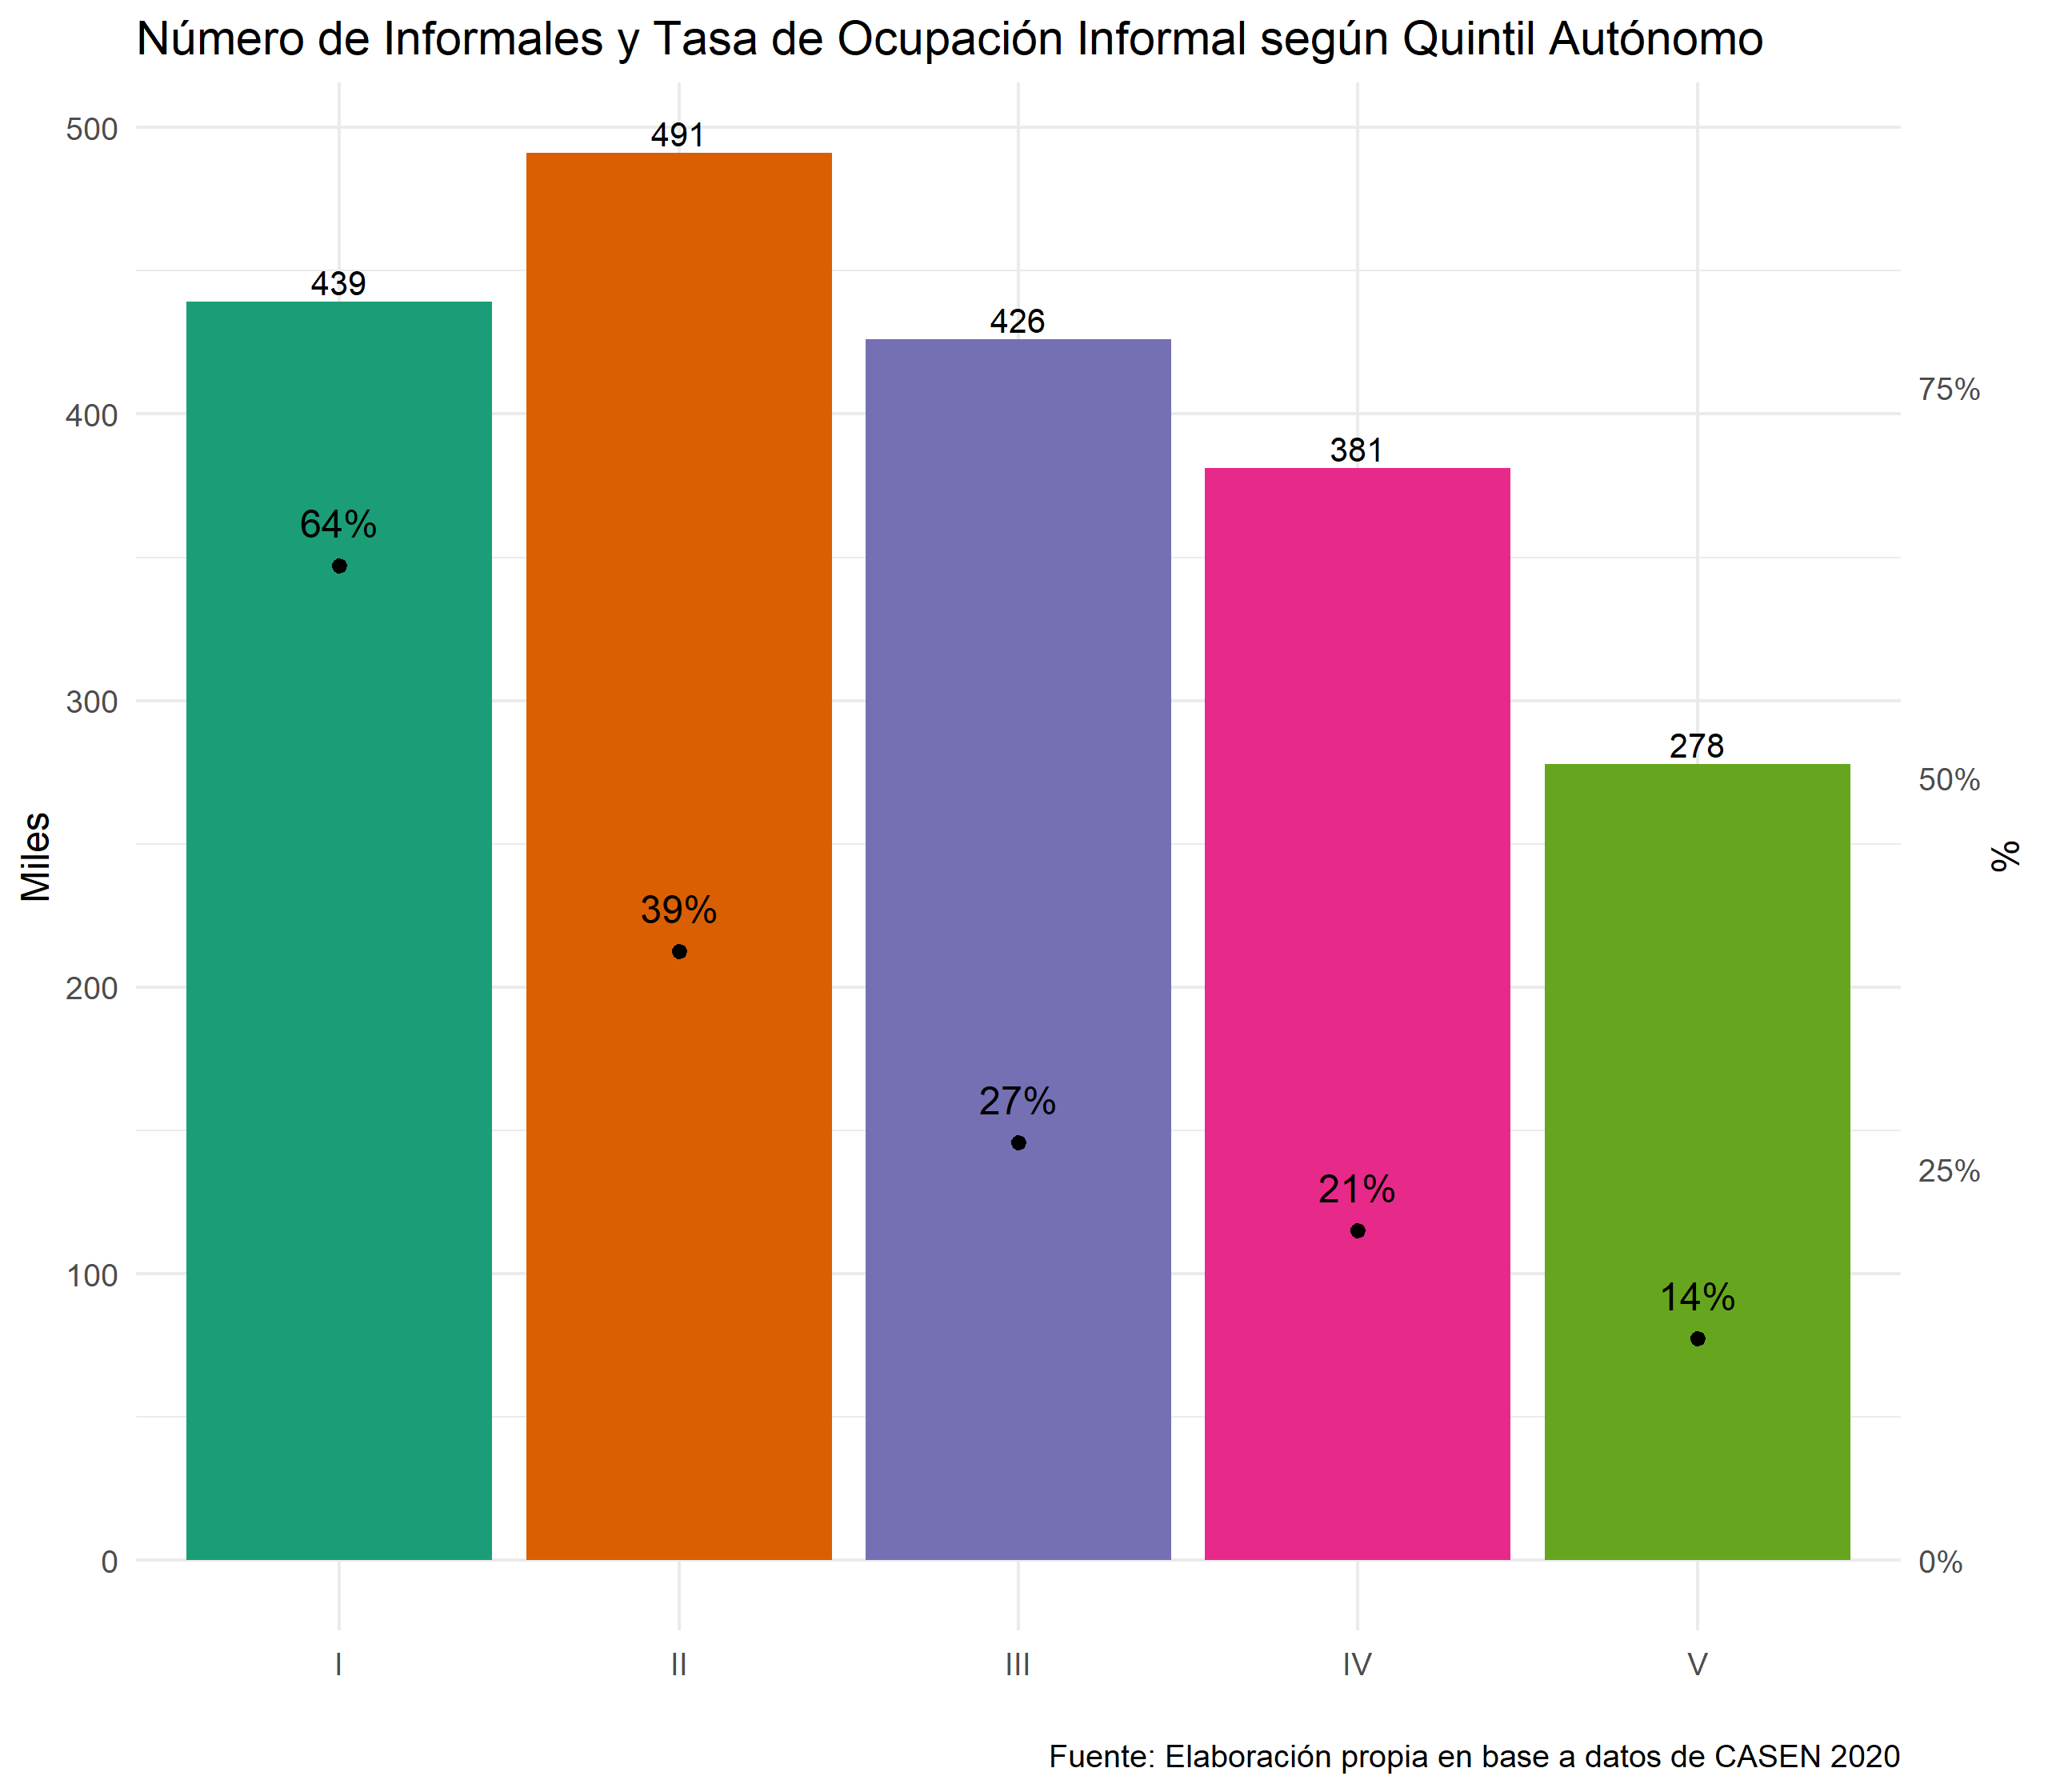 Número de Informales y Tasa de Ocupación Informal según Quintil Autónomo
500
400
300
200
100
0
Miles
439
491
426
381
278
64%
39%
27%
21%
14%
75%
50%
25%
0%
%
I
II
III
IV
V
Fuente: Elaboración propia en base a datos de CASEN 2020